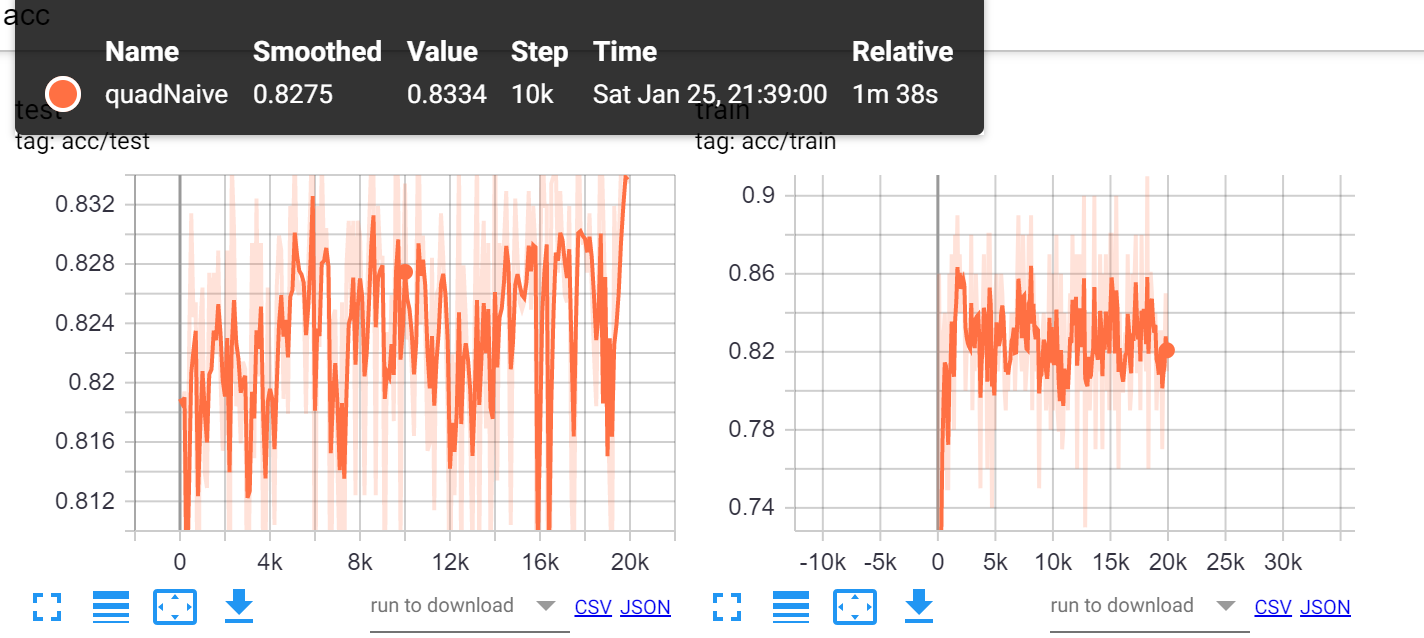 acc
Name Smoothed Value Step Time Relative
quadNaive 0.8275 0.8334 10k Sat Jan 25, 21:39:00 1m 38s
test train
tag: acc/test tag: acc/train
0.832
0.828
0.824
0.82
0.816
0.812
0 4k 8k 12k 16k 20k
0.9
0.86
0.82
0.78
0.74
-10k -5k 0 5k 10k 15k 20k 25k 30k
run to download CSV JSON
run to download CSV JSON